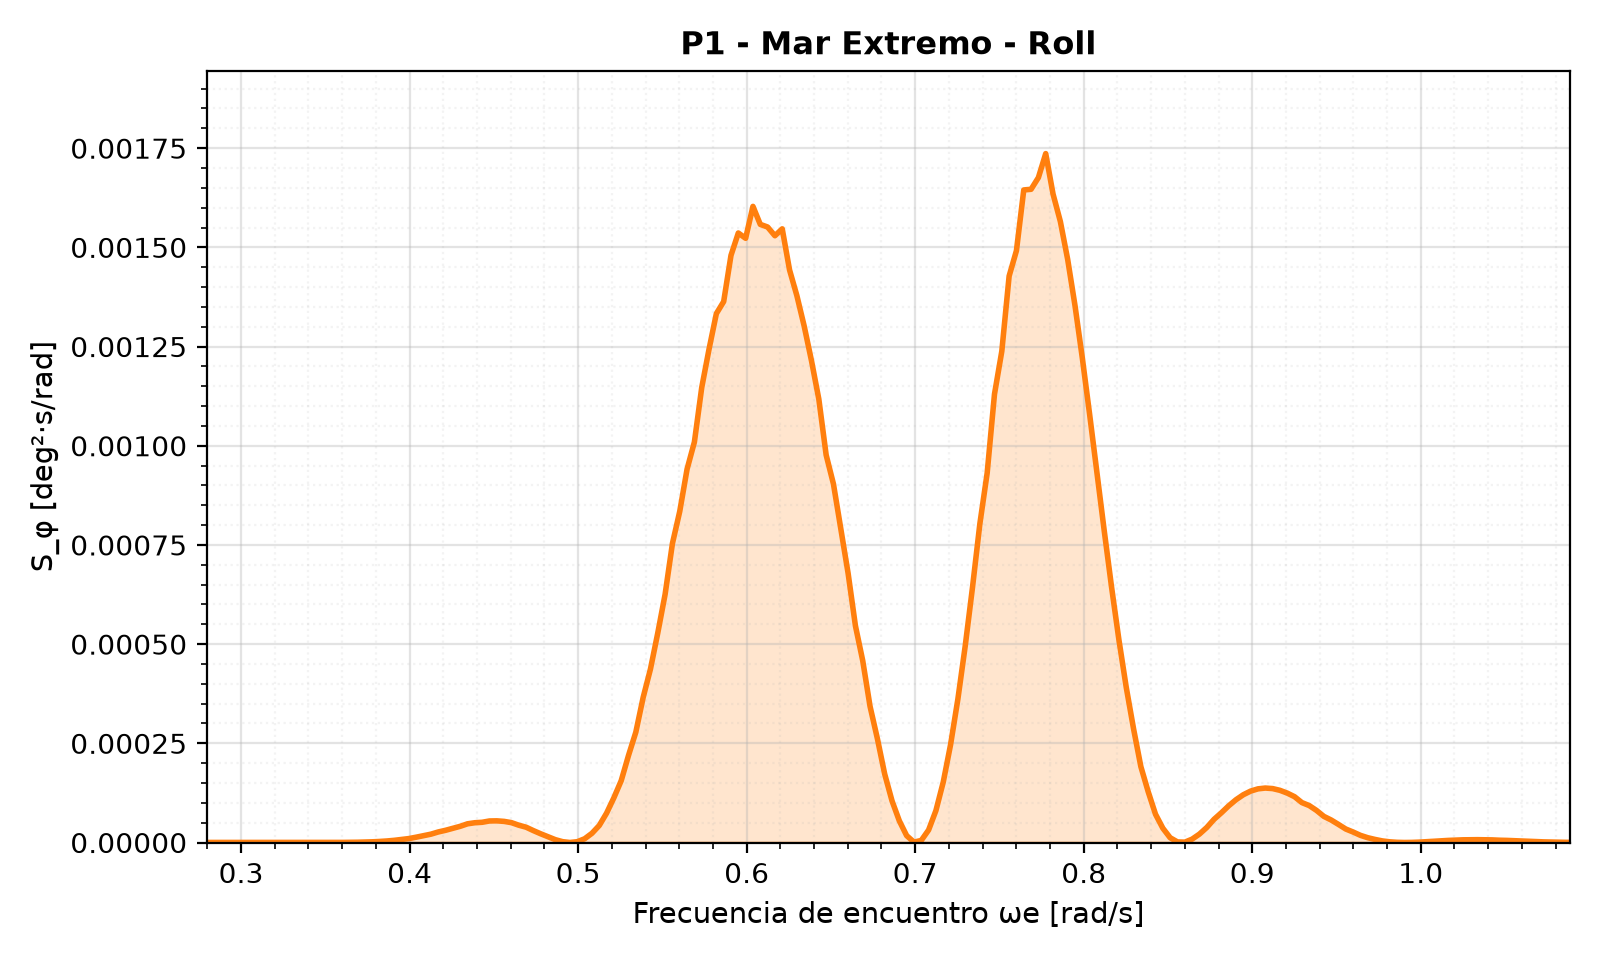 P1 - Mar Extremo - Roll
S_φ [deg²·s/rad]
0.00175
0.00150
0.00125
0.00100
0.00075
0.00050
0.00025
0.00000
0.3 0.4 0.5 0.6 0.7 0.8 0.9 1.0
Frecuencia de encuentro ωe [rad/s]